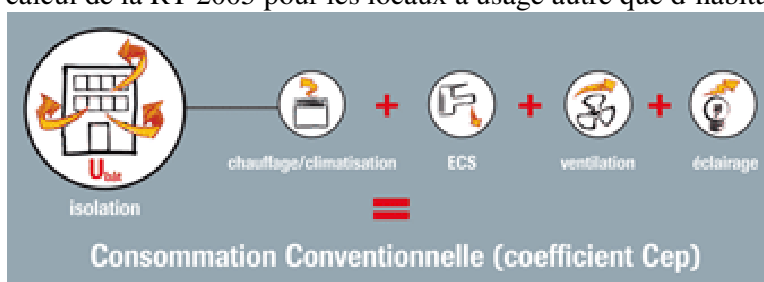 calcul de la RT 2005 pour les locaux à usage autre que d'habita
Ubât
+ + +
chauffage/climatisation ECS ventilation éclairage
isolation
=
Consommation Conventionnelle (coefficient Cep)